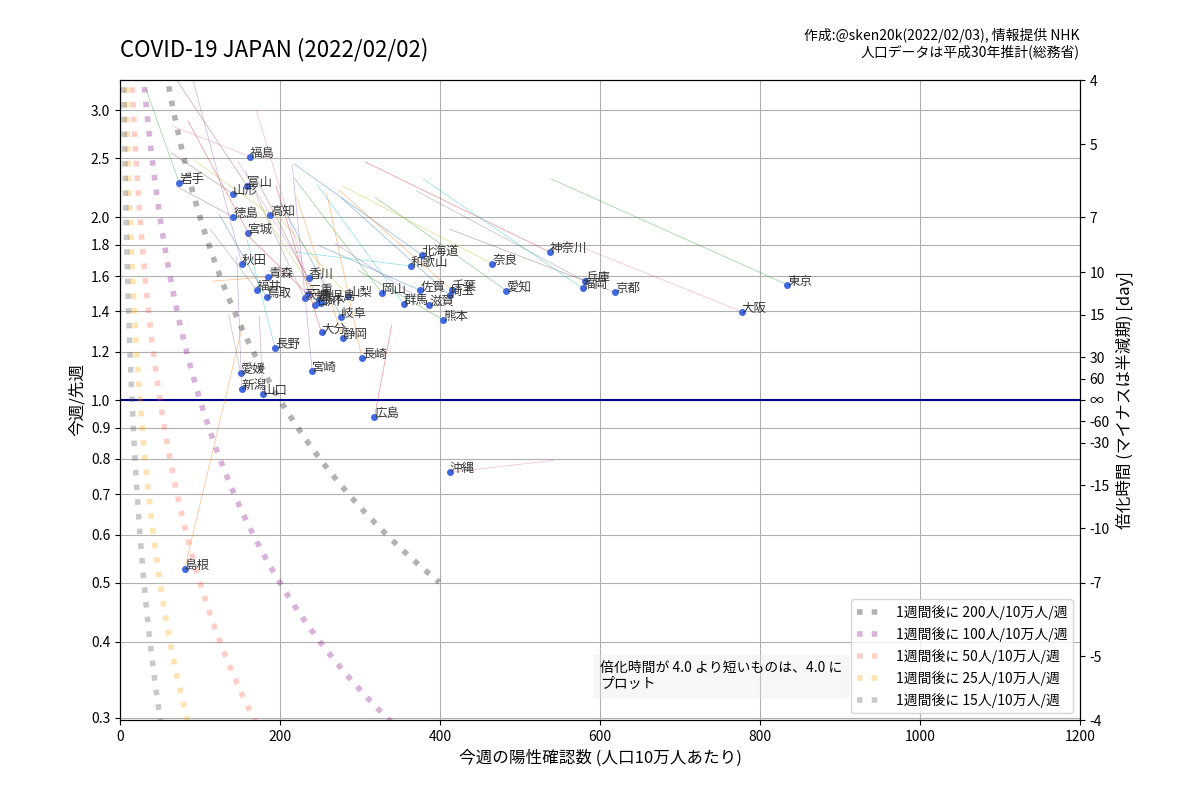 COVID-19 JAPAN (2022/02/02)
作成:@sken20k(2022/02/03), 情報提供 NHK
人口データは平成30年推計(総務省)
今週/先週
3.0
2.5
2.0
1.8
1.6
1.4
1.2
1.0
0.9
0.8
0.7
0.6
0.5
0.4
0.3
福島
岩手
富山
山形
徳島
高知
宮城
北海道
神奈川
和歌山
奈良
秋田
青森
香川
兵庫
福岡
東京
京都
福井
鳥取
三重
山梨
岡山
佐賀
千葉
埼玉
愛知
群馬
滋賀
岐阜
熊本
大阪
大分
静岡
長野
長崎
宮崎
愛媛
新潟
山口
広島
沖縄
島根
4
5
7
10
15
30
60
∞
-60
-30
-15
-10
-7
-5
-4
倍化時間 (マイナスは半減期) [day]
倍化時間が 4.0 より短いものは、4.0 に
プロット
1週間後に 200人/10万人/週
1週間後に 100人/10万人/週
1週間後に 50人/10万人/週
1週間後に 25人/10万人/週
1週間後に 15人/10万人/週
0
200
400
600
800
1000
1200
今週の陽性確認数 (人口10万人あたり)